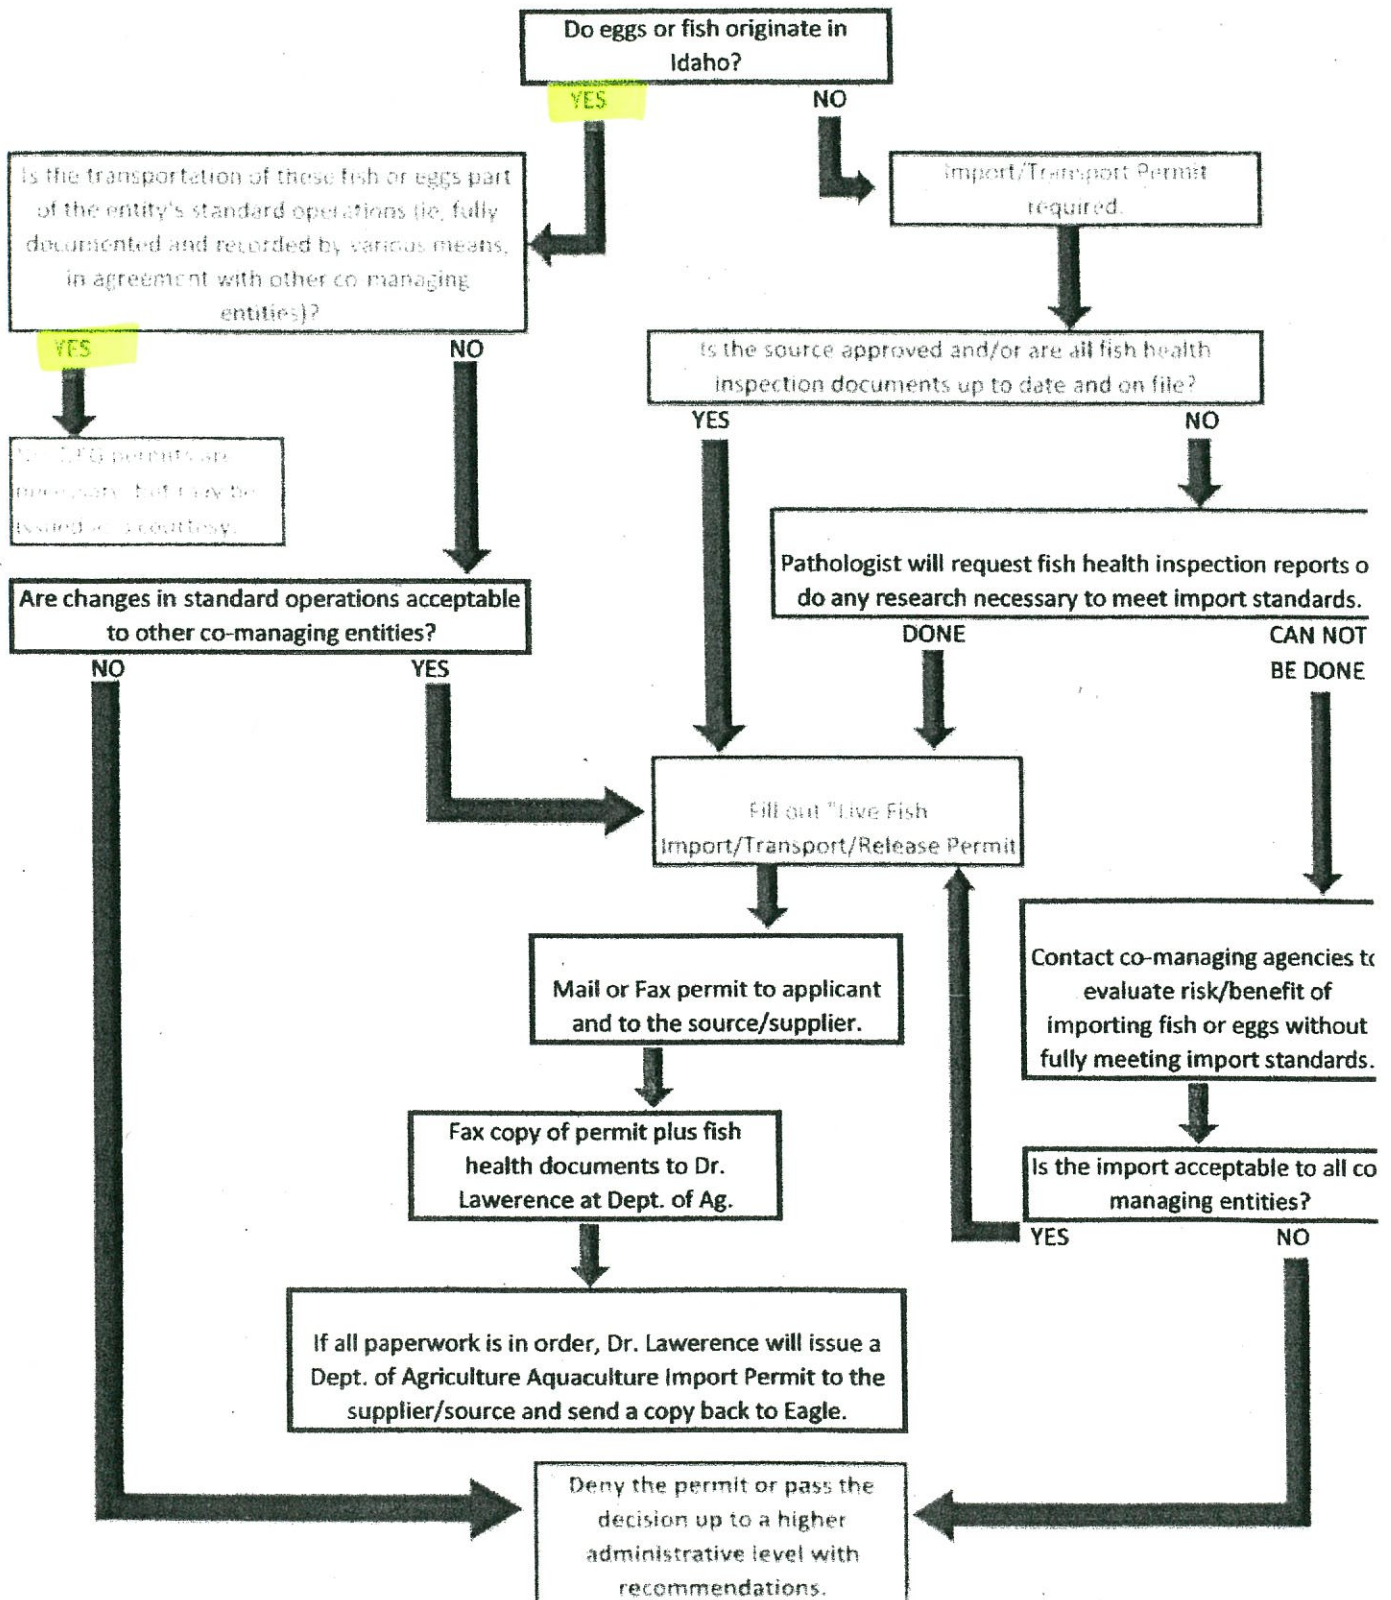 Do eggs or fish originate in
Idaho?
YES
NO
Is the transportation of these fish or eggs part
of the entity's standard operations (ie, fully
documented and recorded by various means,
in agreement with other co managing
entities)?
YES
NO
Import/Transport Permit
required.
Is the source approved and/or are all fish health
inspection documents up to date and on file?
YES
NO
permits are
necessary, but may be
issued as a courtesy.
Pathologist will request fish health inspection reports o
do any research necessary to meet import standards.
DONE
CAN NOT
BE DONE
Are changes in standard operations acceptable
to other co-managing entities?
NO
YES
Fill out "Live Fish
Import/Transport/Release Permit
Mail or Fax permit to applicant
and to the source/supplier.
Contact co-managing agencies to
evaluate risk/benefit of
importing fish or eggs without
fully meeting import standards.
Fax copy of permit plus fish
health documents to Dr.
Lawerence at Dept. of Ag.
Is the import acceptable to all co
managing entities?
YES
NO
If all paperwork is in order, Dr. Lawerence will issue a
Dept. of Agriculture Aquaculture Import Permit to the
supplier/source and send a copy back to Eagle.
Deny the permit or pass the
decision up to a higher
administrative level with
recommendations.